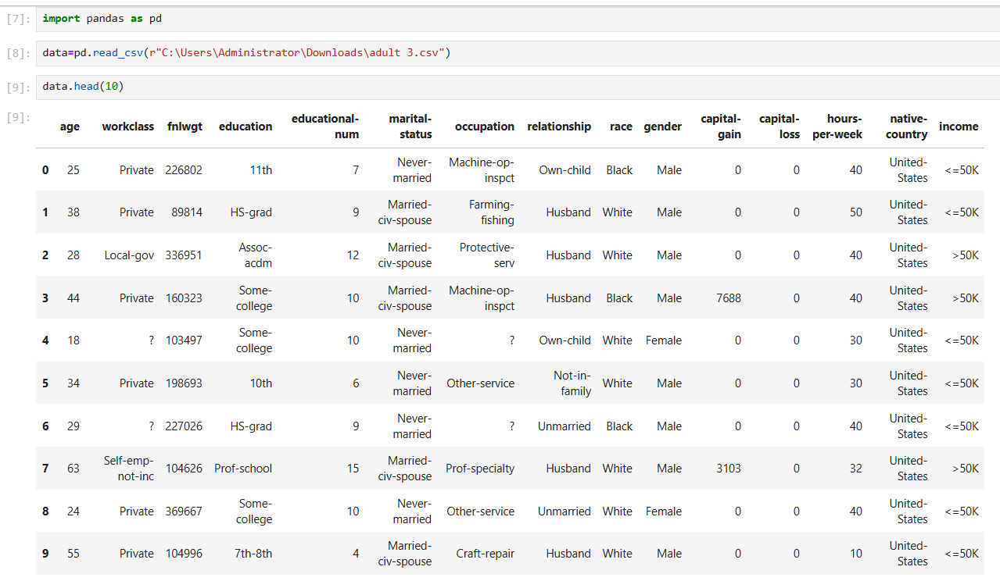 [7]: import pandas as pd
[8]: data=pd.read_csv(r"C:\Users\Administrator\Downloads\adult 3.csv")
[9]: data.head(10)
[9]:
age workclass fnlwgt education educational-num marital-status occupation relationship race gender capital-gain capital-loss hours-per-week native-country income
0 25 Private 226802 11th 7 Never-married Machine-op-inspct Own-child Black Male 0 0 40 United-States <=50K
1 38 Private 89814 HS-grad 9 Married-civ-spouse Farming-fishing Husband White Male 0 0 50 United-States <=50K
2 28 Local-gov 336951 Assoc-acdm 12 Married-civ-spouse Protective-serv Husband White Male 0 0 40 United-States >50K
3 44 Private 160323 Some-college 10 Married-civ-spouse Machine-op-inspct Husband Black Male 7688 0 40 United-States >50K
4 18 ? 103497 Some-college 10 Never-married ? Own-child White Female 0 0 30 United-States <=50K
5 34 Private 198693 10th 6 Never-married Other-service Not-in-family White Male 0 0 30 United-States <=50K
6 29 ? 227026 HS-grad 9 Never-married ? Unmarried Black Male 0 0 40 United-States <=50K
7 63 Self-emp-not-inc 104626 Prof-school 15 Married-civ-spouse Prof-specialty Husband White Male 3103 0 32 United-States >50K
8 24 Private 369667 Some-college 10 Never-married Other-service Unmarried White Female 0 0 40 United-States <=50K
9 55 Private 104996 7th-8th 4 Married-civ-spouse Craft-repair Husband White Male 0 0 10 United-States <=50K